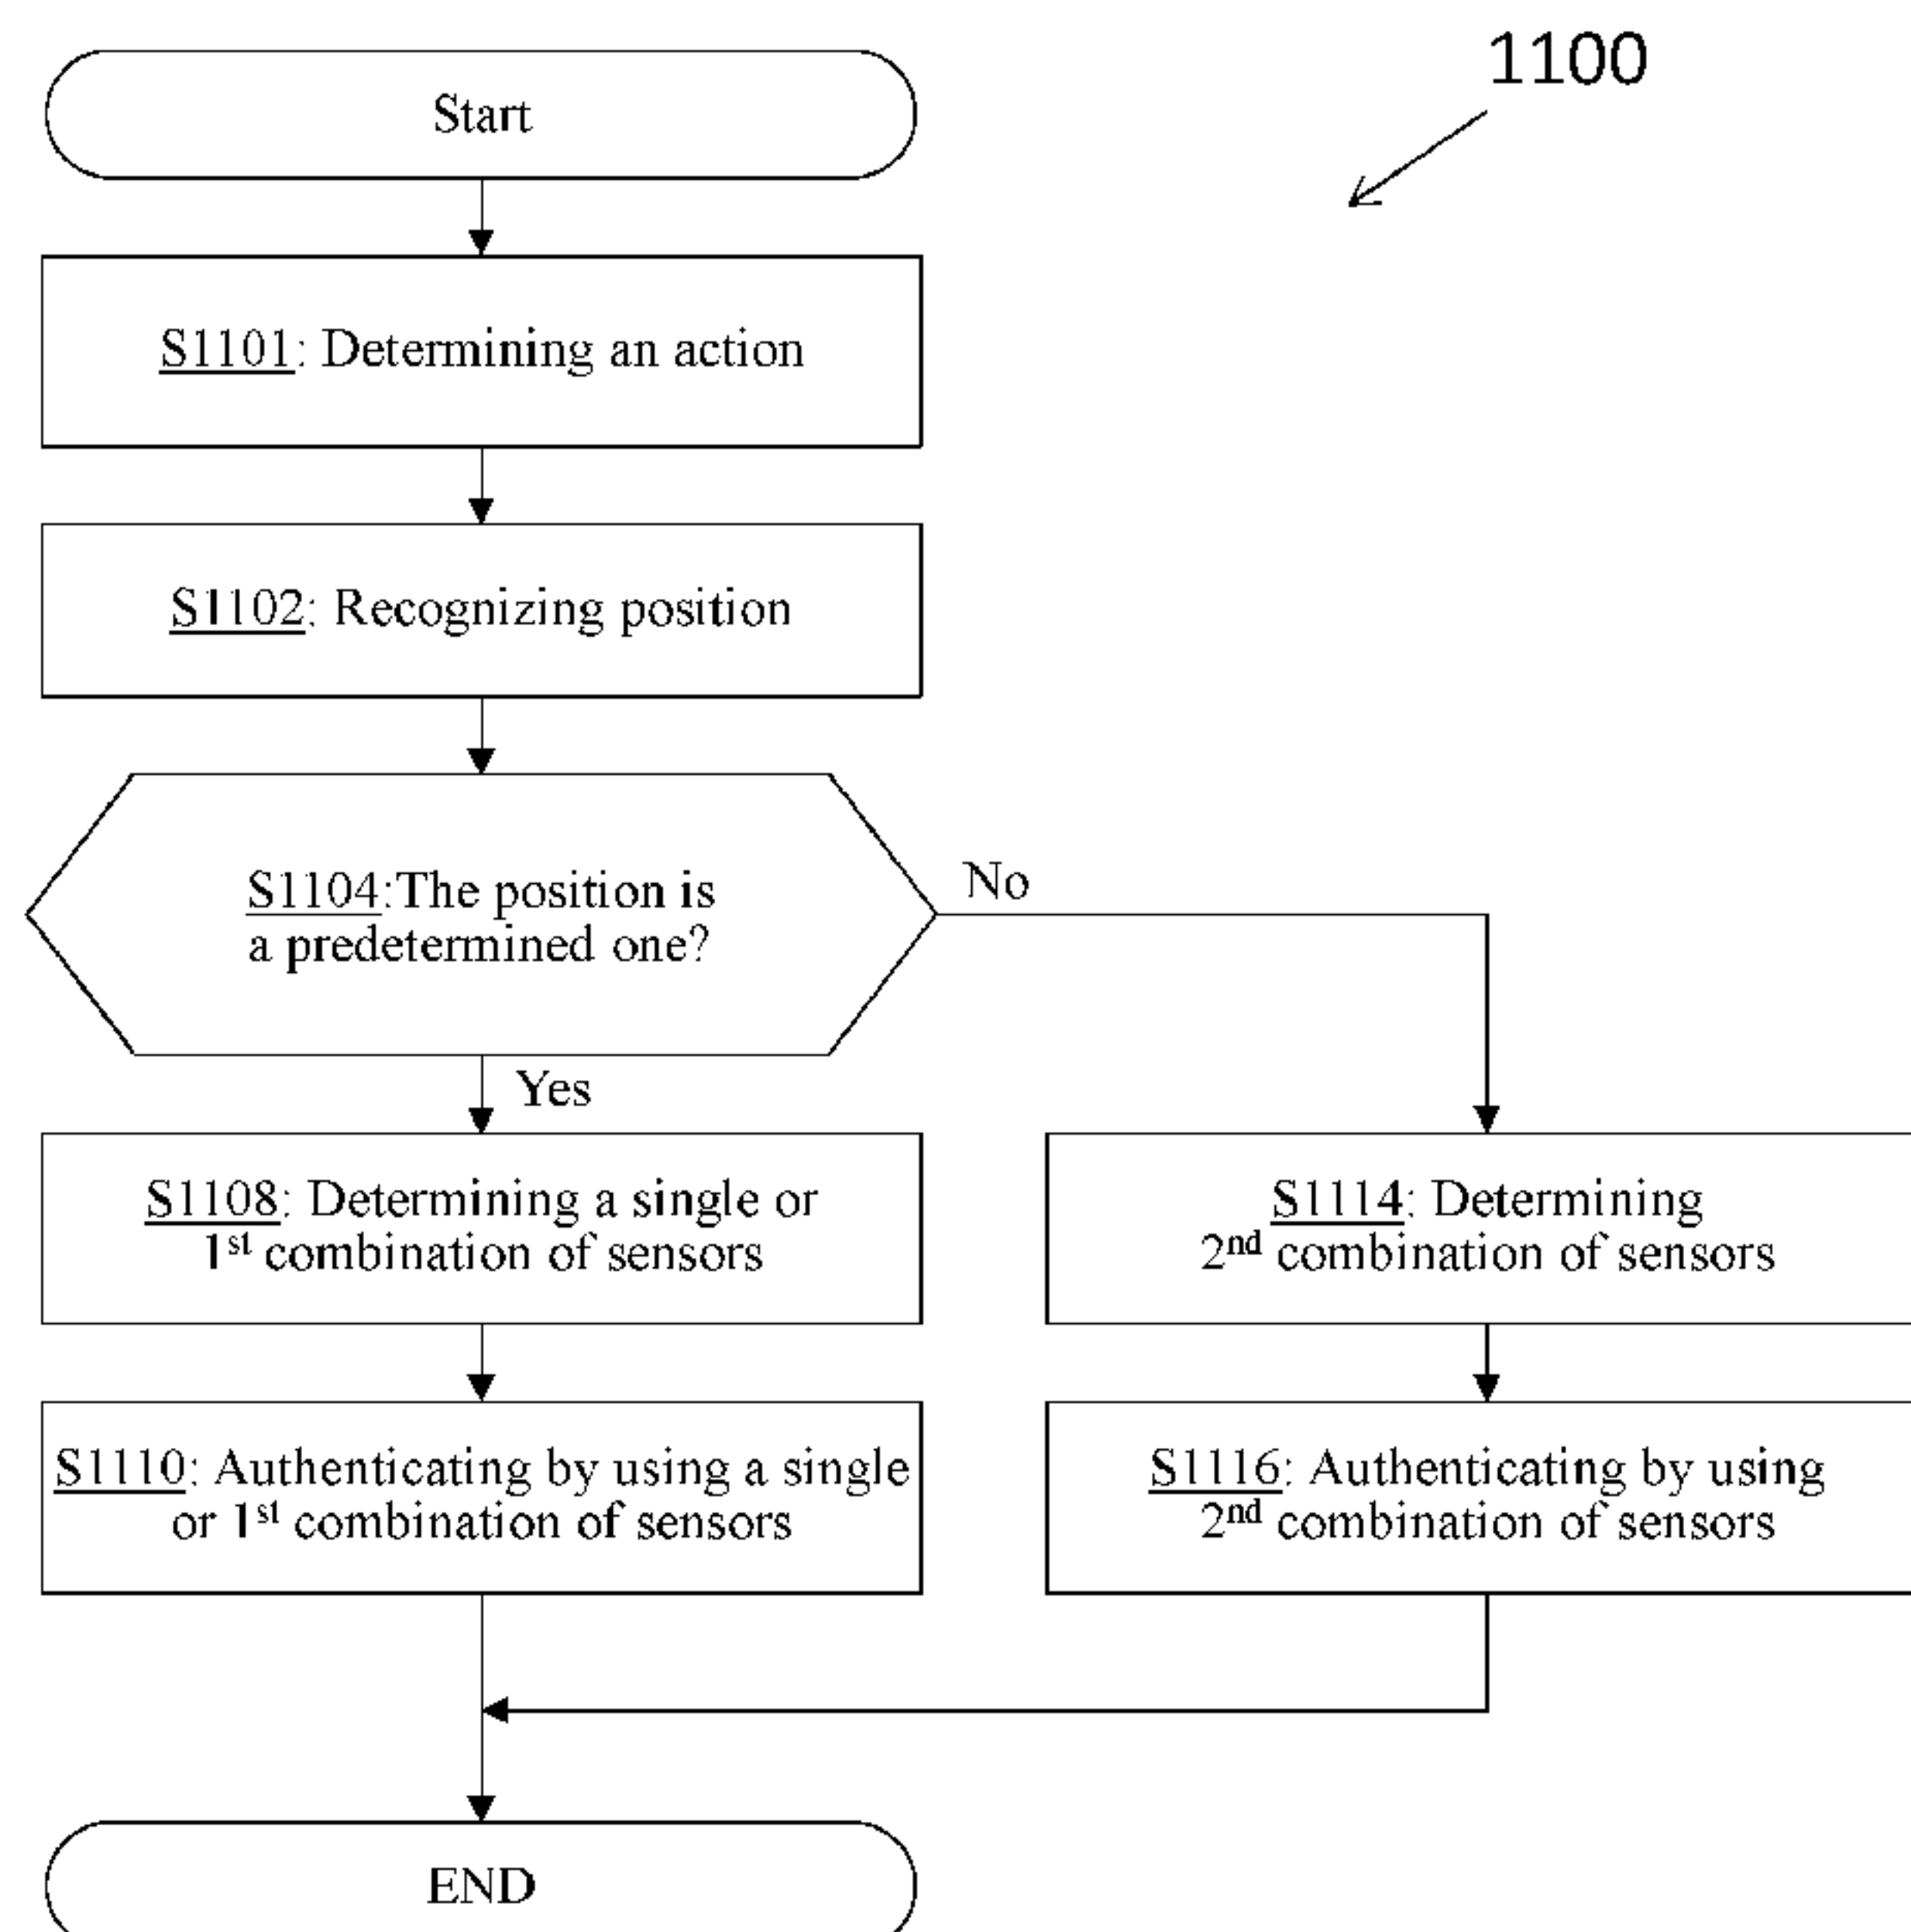 1100
Start
S1101: Determining an action
S1102: Recognizing position
S1104:The position is
a predetermined one?
No
Yes
S1108: Determining a single or
1st combination of sensors
S1114: Determining
2nd combination of sensors
S1110: Authenticating by using a single
or 1st combination of sensors
S1116: Authenticating by using
2nd combination of sensors
END